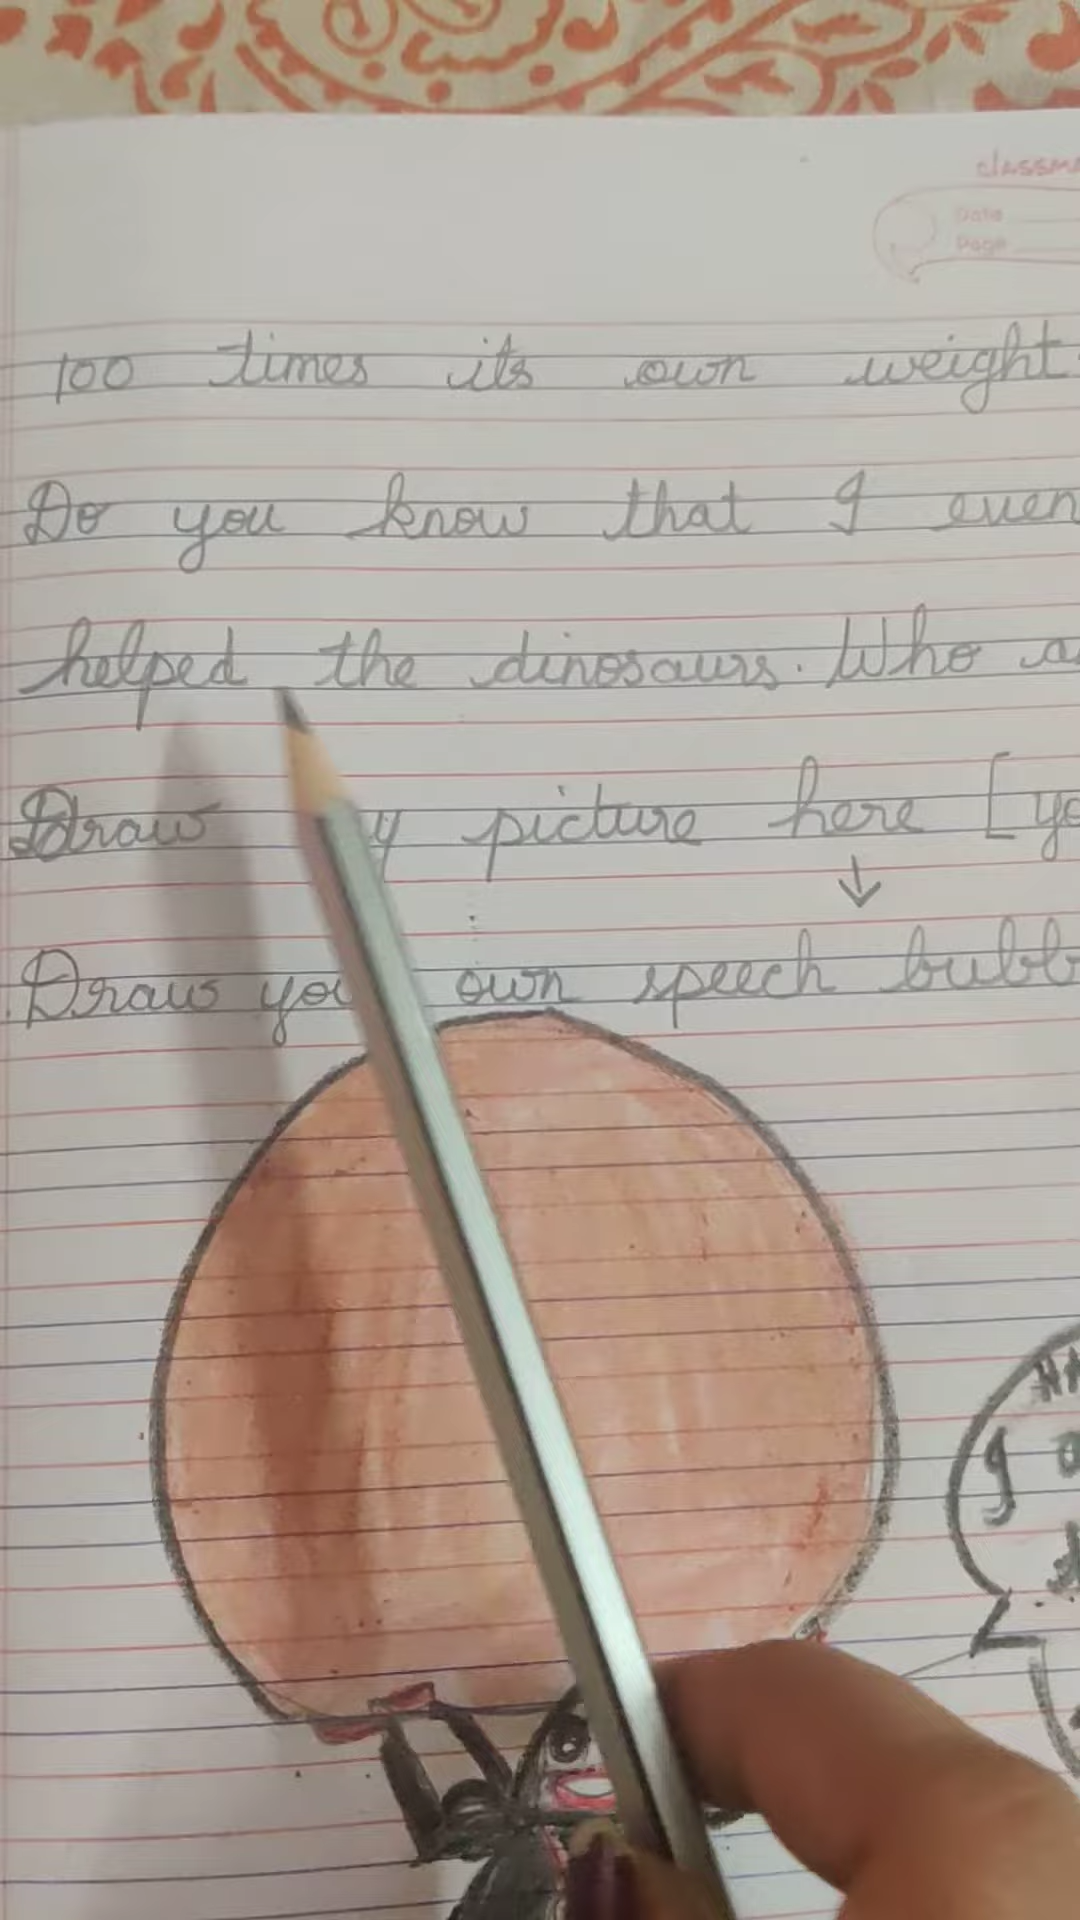 Date
Page
100 times its own weight
Do you know that I even
helped the dinosaurs. Who
Draw picture here
Draw own speech
I